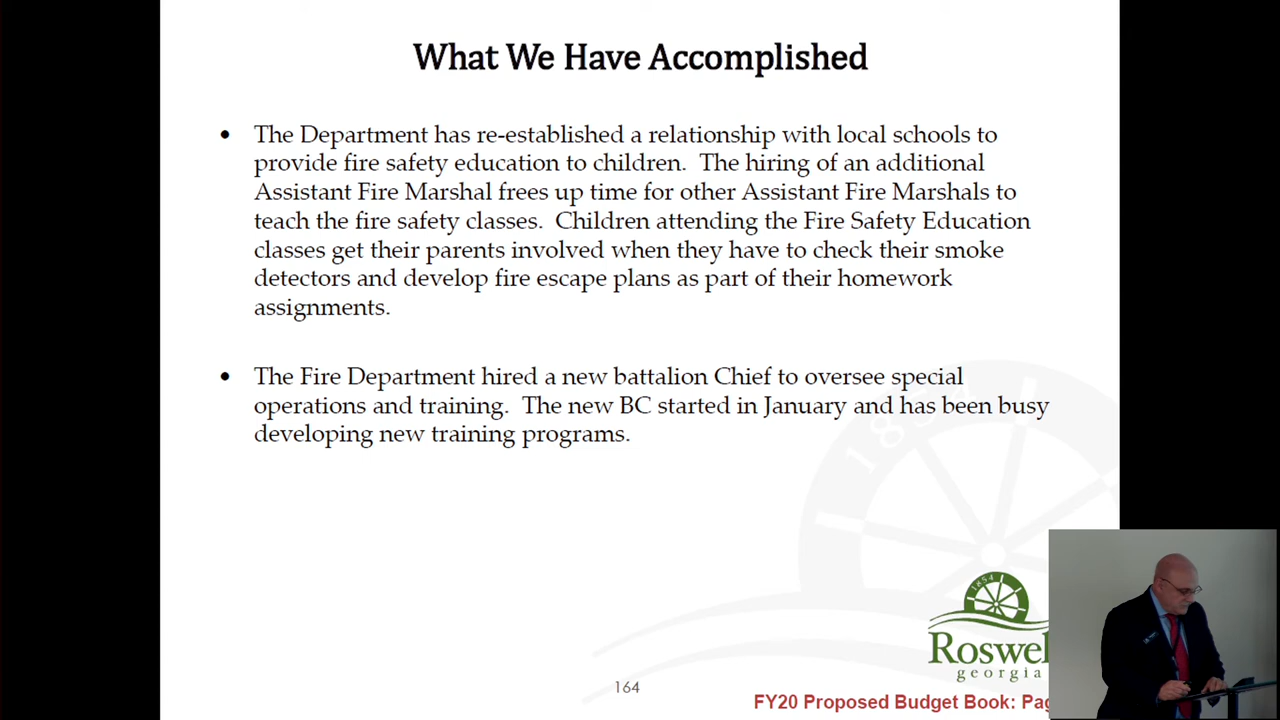 What We Have Accomplished
• The Department has re-established a relationship with local schools to
provide fire safety education to children. The hiring of an additional
Assistant Fire Marshal frees up time for other Assistant Fire Marshals to
teach the fire safety classes. Children attending the Fire Safety Education
classes get their parents involved when they have to check their smoke
detectors and develop fire escape plans as part of their homework
assignments.
• The Fire Department hired a new battalion Chief to oversee special
operations and training. The new BC started in January and has been busy
developing new training programs.
1854
1854
Roswel
georgia
164
FY20 Proposed Budget Book: